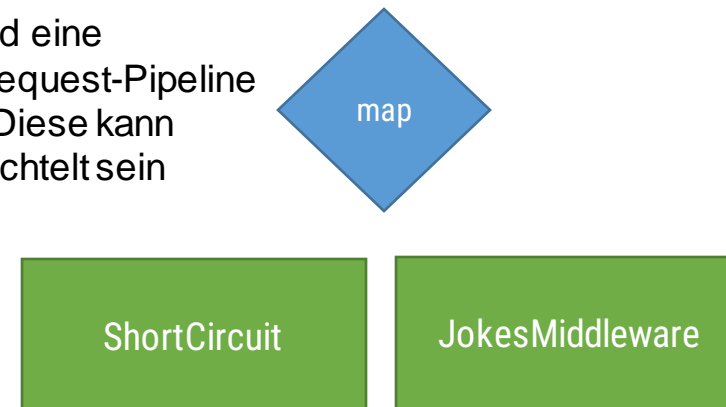 d eine
equest-Pipeline
Diese kann
chtelt sein
map
ShortCircuit
JokesMiddleware